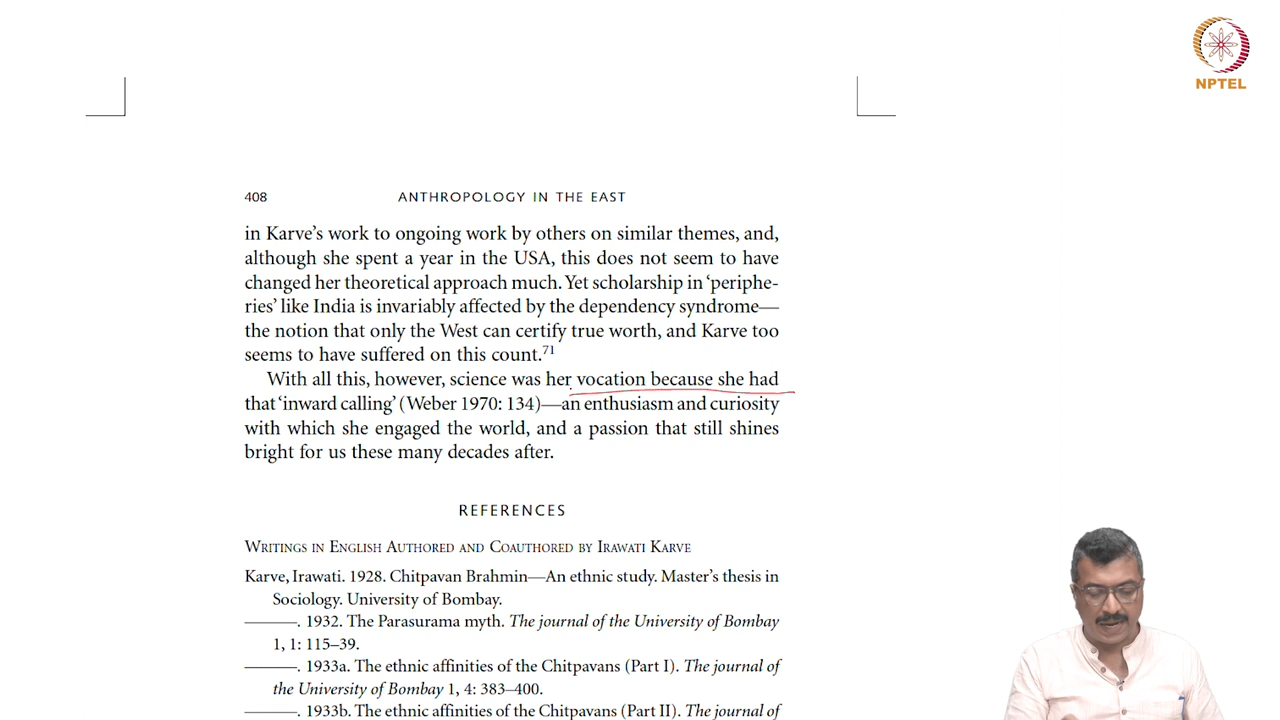 NPTEL
408 ANTHROPOLOGY IN THE EAST
in Karve's work to ongoing work by others on similar themes, and,
although she spent a year in the USA, this does not seem to have
changed her theoretical approach much. Yet scholarship in 'periphe-
ries' like India is invariably affected by the dependency syndrome—
the notion that only the West can certify true worth, and Karve too
seems to have suffered on this count.71
With all this, however, science was her vocation because she had
that 'inward calling' (Weber 1970: 134)—an enthusiasm and curiosity
with which she engaged the world, and a passion that still shines
bright for us these many decades after.
REFERENCES
WRITINGS IN ENGLISH AUTHORED AND COAUTHORED BY IRAWATI KARVE
Karve, Irawati. 1928. Chitpavan Brahmin—An ethnic study. Master's thesis in
Sociology. University of Bombay.
———. 1932. The Parasurama myth. The journal of the University of Bombay
1, 1: 115–39.
———. 1933a. The ethnic affinities of the Chitpavans (Part I). The journal of
the University of Bombay 1, 4: 383–400.
———. 1933b. The ethnic affinities of the Chitpavans (Part II). The journal of